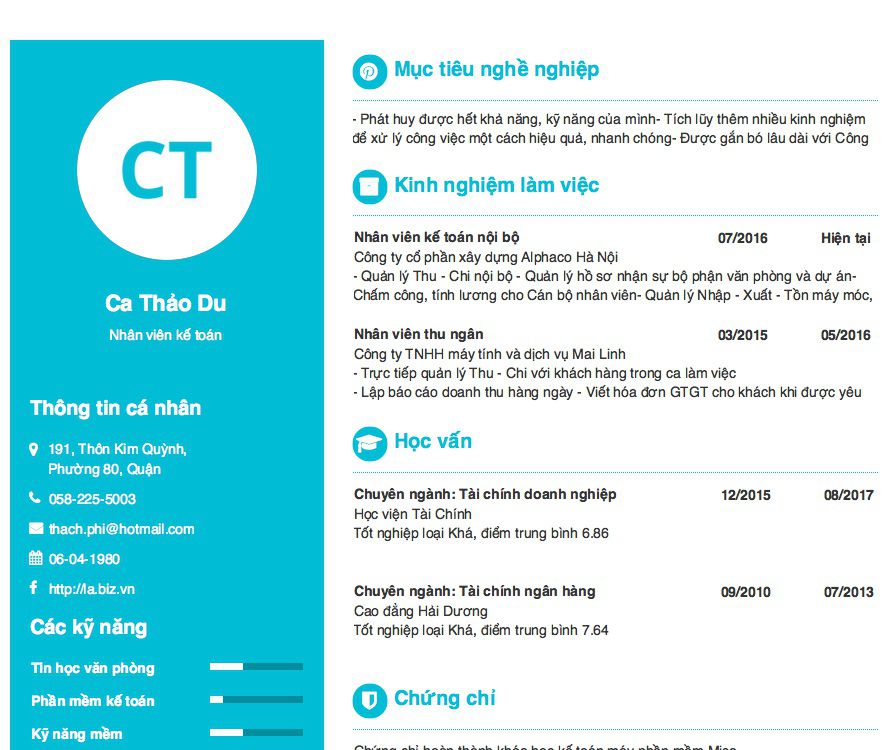 CT
Ca Thảo Du
Nhân viên kế toán
Thông tin cá nhân
191, Thôn Kim Quỳnh,
Phường 80, Quận
058-225-5003
thach.phi@hotmail.com
06-04-1980
http://la.biz.vn
Các kỹ năng
Tin học văn phòng
Phần mềm kế toán
Kỹ năng mềm
Mục tiêu nghề nghiệp
- Phát huy được hết khả năng, kỹ năng của mình- Tích lũy thêm nhiều kinh nghiệm
để xử lý công việc một cách hiệu quả, nhanh chóng- Được gắn bó lâu dài với Công
Kinh nghiệm làm việc
Nhân viên kế toán nội bộ 07/2016 Hiện tại
Công ty cổ phần xây dựng Alphaco Hà Nội
- Quản lý Thu - Chi nội bộ - Quản lý hồ sơ nhận sự bộ phận văn phòng và dự án-
Chấm công, tính lương cho Cán bộ nhân viên- Quản lý Nhập - Xuất - Tồn máy móc,
Nhân viên thu ngân 03/2015 05/2016
Công ty TNHH máy tính và dịch vụ Mai Linh
- Trực tiếp quản lý Thu - Chi với khách hàng trong ca làm việc
- Lập báo cáo doanh thu hàng ngày - Viết hóa đơn GTGT cho khách khi được yêu
Học vấn
Chuyên ngành: Tài chính doanh nghiệp 12/2015 08/2017
Học viện Tài Chính
Tốt nghiệp loại Khá, điểm trung bình 6.86
Chuyên ngành: Tài chính ngân hàng 09/2010 07/2013
Cao đẳng Hải Dương
Tốt nghiệp loại Khá, điểm trung bình 7.64
Chứng chỉ
Chứng chỉ hoàn thành khóa học kế toán máy phần mềm Misa